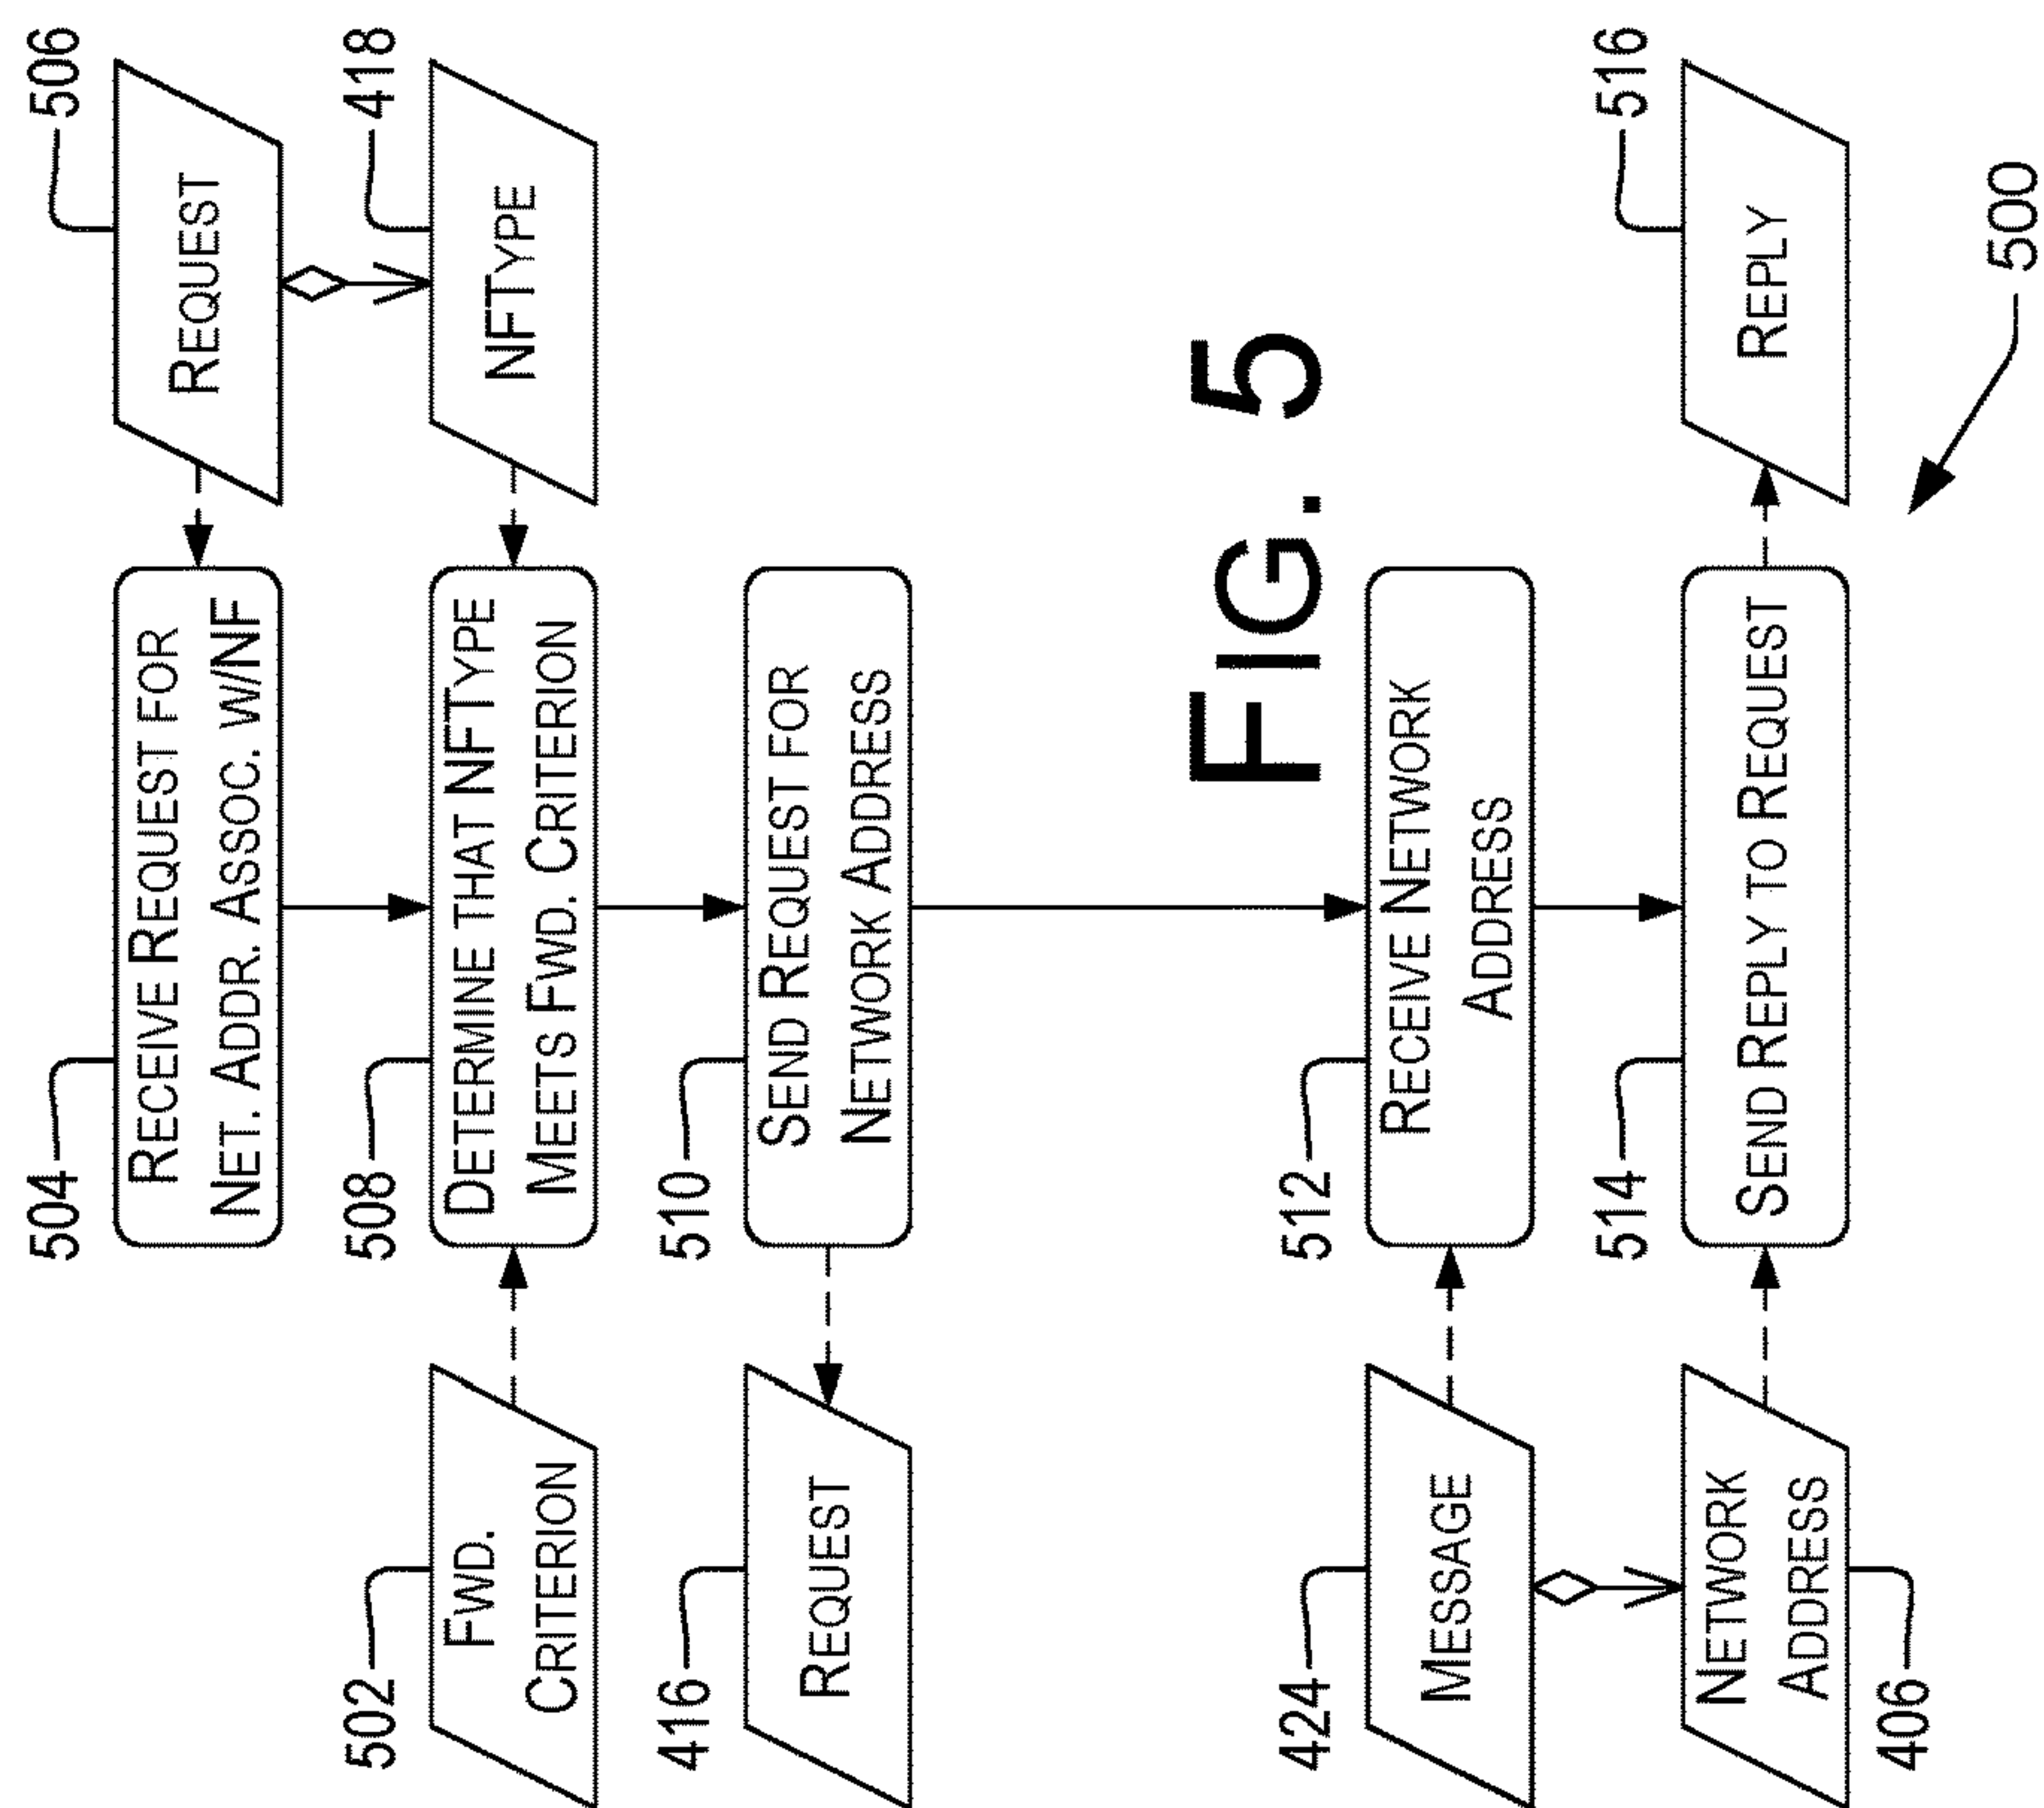 504
RECEIVE REQUEST FOR
NET. ADDR. ASSOC. W/NF
506
REQUEST
502
FWD.
CRITERION
508
DETERMINE THAT NFTYPE
MEETS FWD. CRITERION
418
NFTYPE
416
REQUEST
510
SEND REQUEST FOR
NETWORK ADDRESS
FIG. 5
424
MESSAGE
512
RECEIVE NETWORK
ADDRESS
406
NETWORK
ADDRESS
514
SEND REPLY TO REQUEST
516
REPLY
500